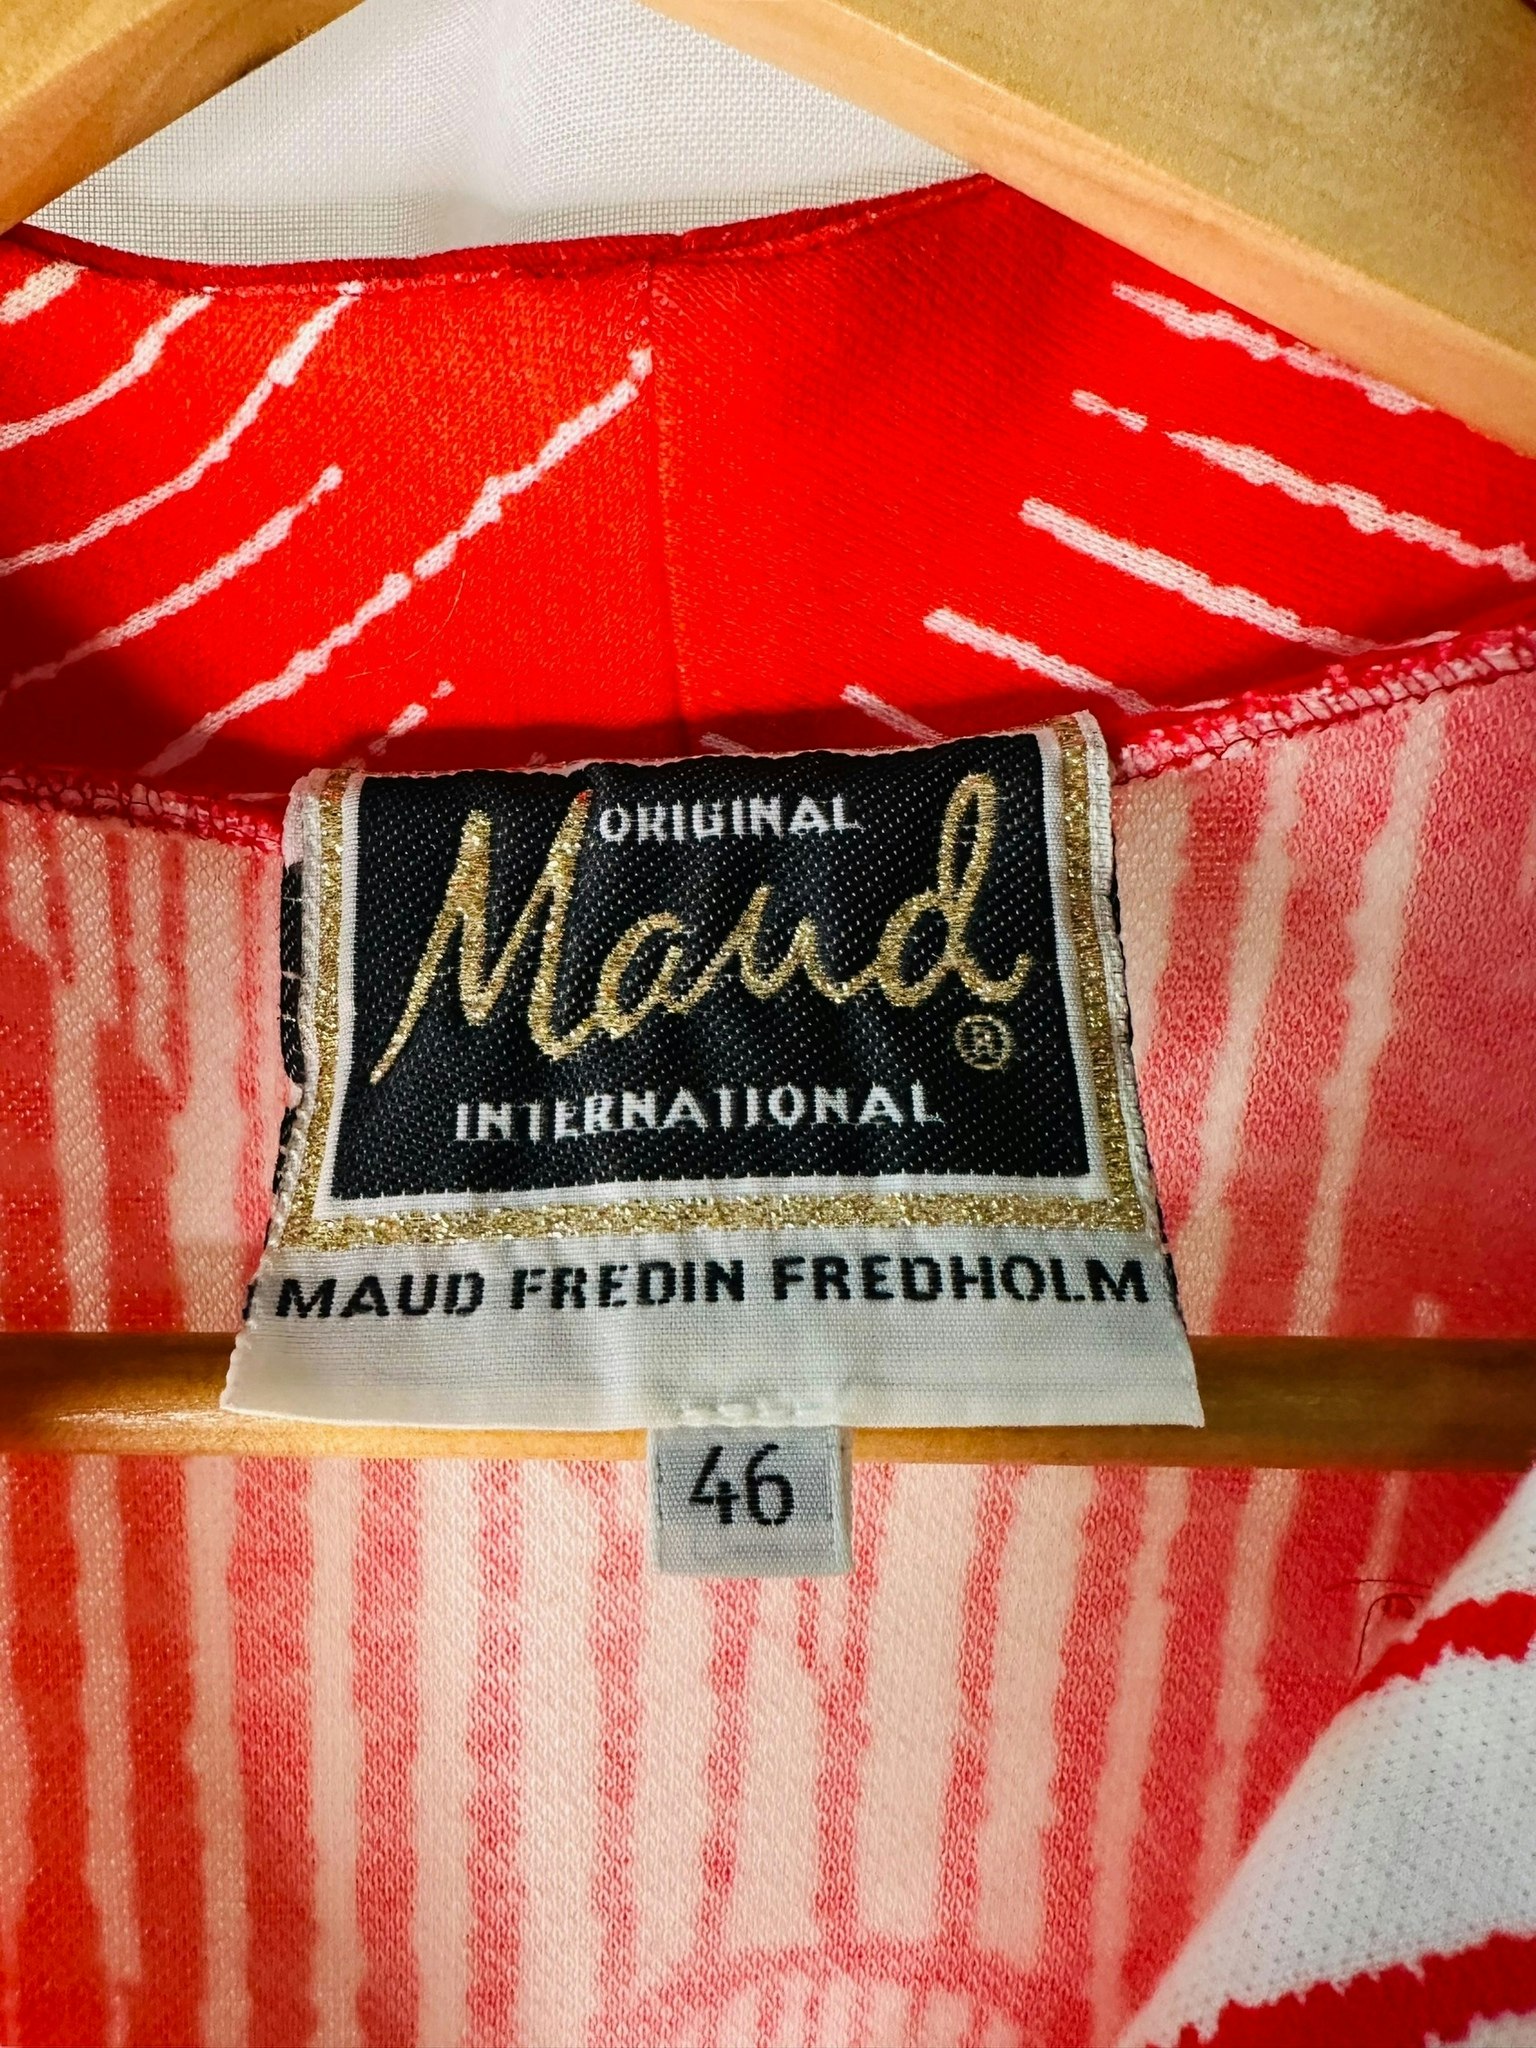 ORIGINAL
Maud
®
INTERNATIONAL
MAUD FREDIN FREDHOLM
46